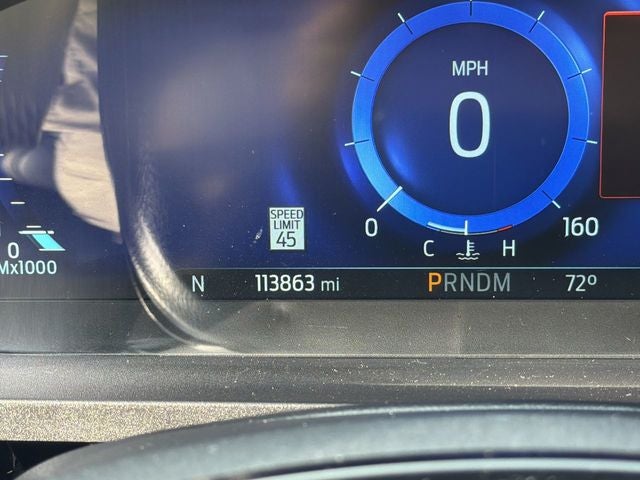 MPH
0
SPEED
LIMIT
45
0
160
C H
0
Mx1000
N 113863 mi PRNDM 72°